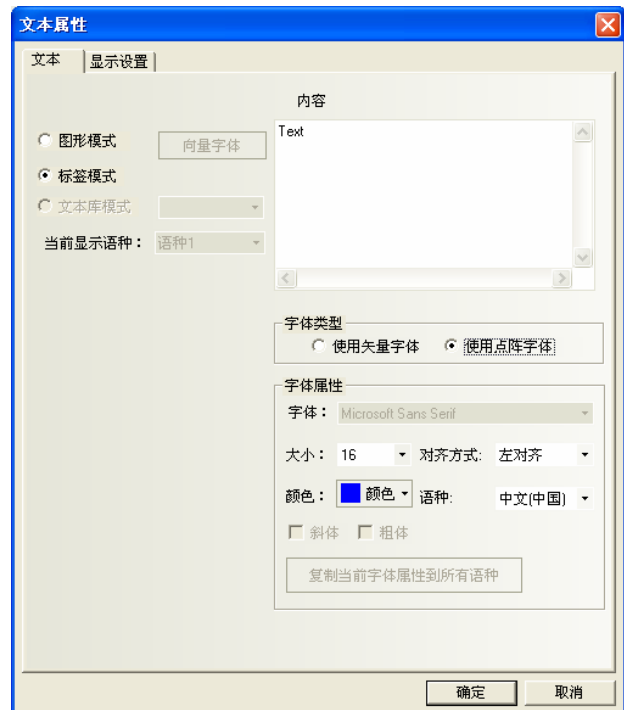 文本属性
文本 显示设置
内容
图形模式 向量字体
Text
标签模式
文本库模式
当前显示语种： 语种1
字体类型
使用矢量字体 使用点阵字体
字体属性
字体： Microsoft Sans Serif
大小： 16 对齐方式: 左对齐
颜色： 颜色 语种: 中文(中国)
斜体 粗体
复制当前字体属性到所有语种
确定 取消